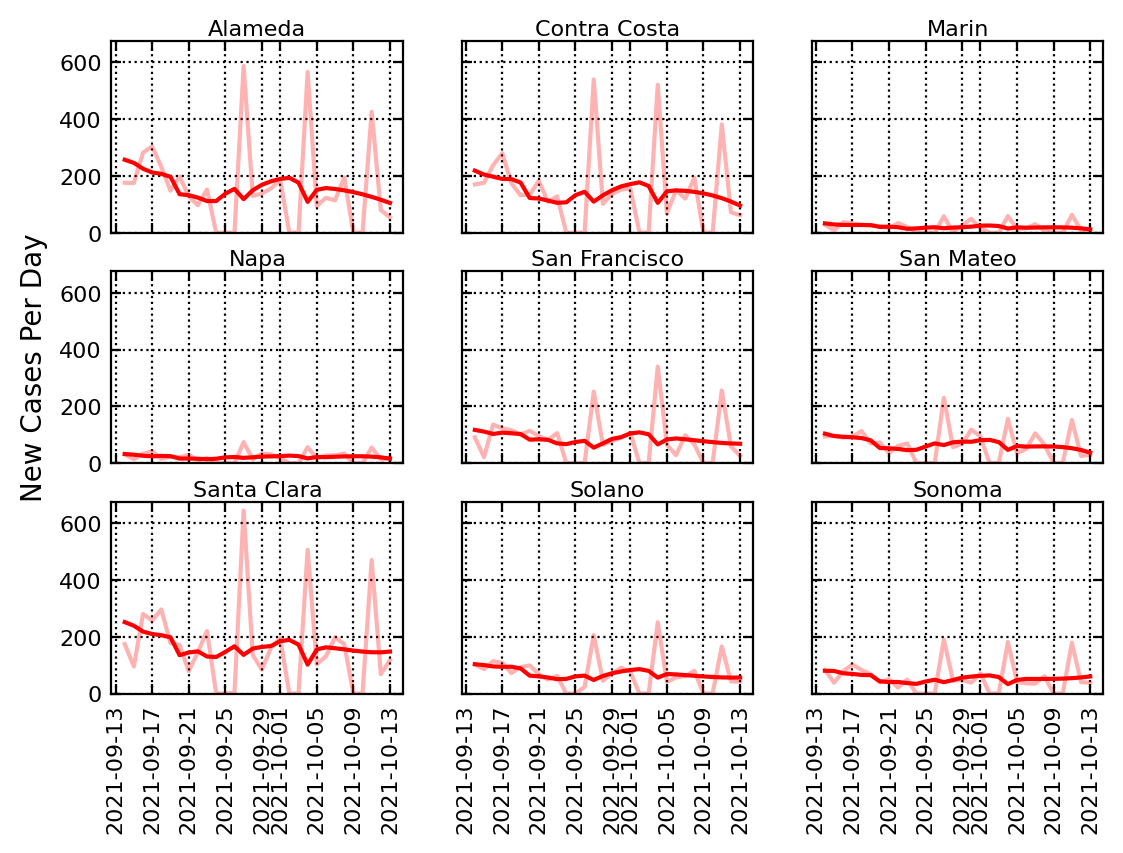 Alameda Contra Costa Marin
600
400
200
0
Napa San Francisco San Mateo
600
400
200
0
Santa Clara Solano Sonoma
600
400
200
0
New Cases Per Day
2021-09-13 2021-09-17 2021-09-21 2021-09-25 2021-09-29 2021-10-01 2021-10-05 2021-10-09 2021-10-13
2021-09-13 2021-09-17 2021-09-21 2021-09-25 2021-09-29 2021-10-01 2021-10-05 2021-10-09 2021-10-13
2021-09-13 2021-09-17 2021-09-21 2021-09-25 2021-09-29 2021-10-01 2021-10-05 2021-10-09 2021-10-13